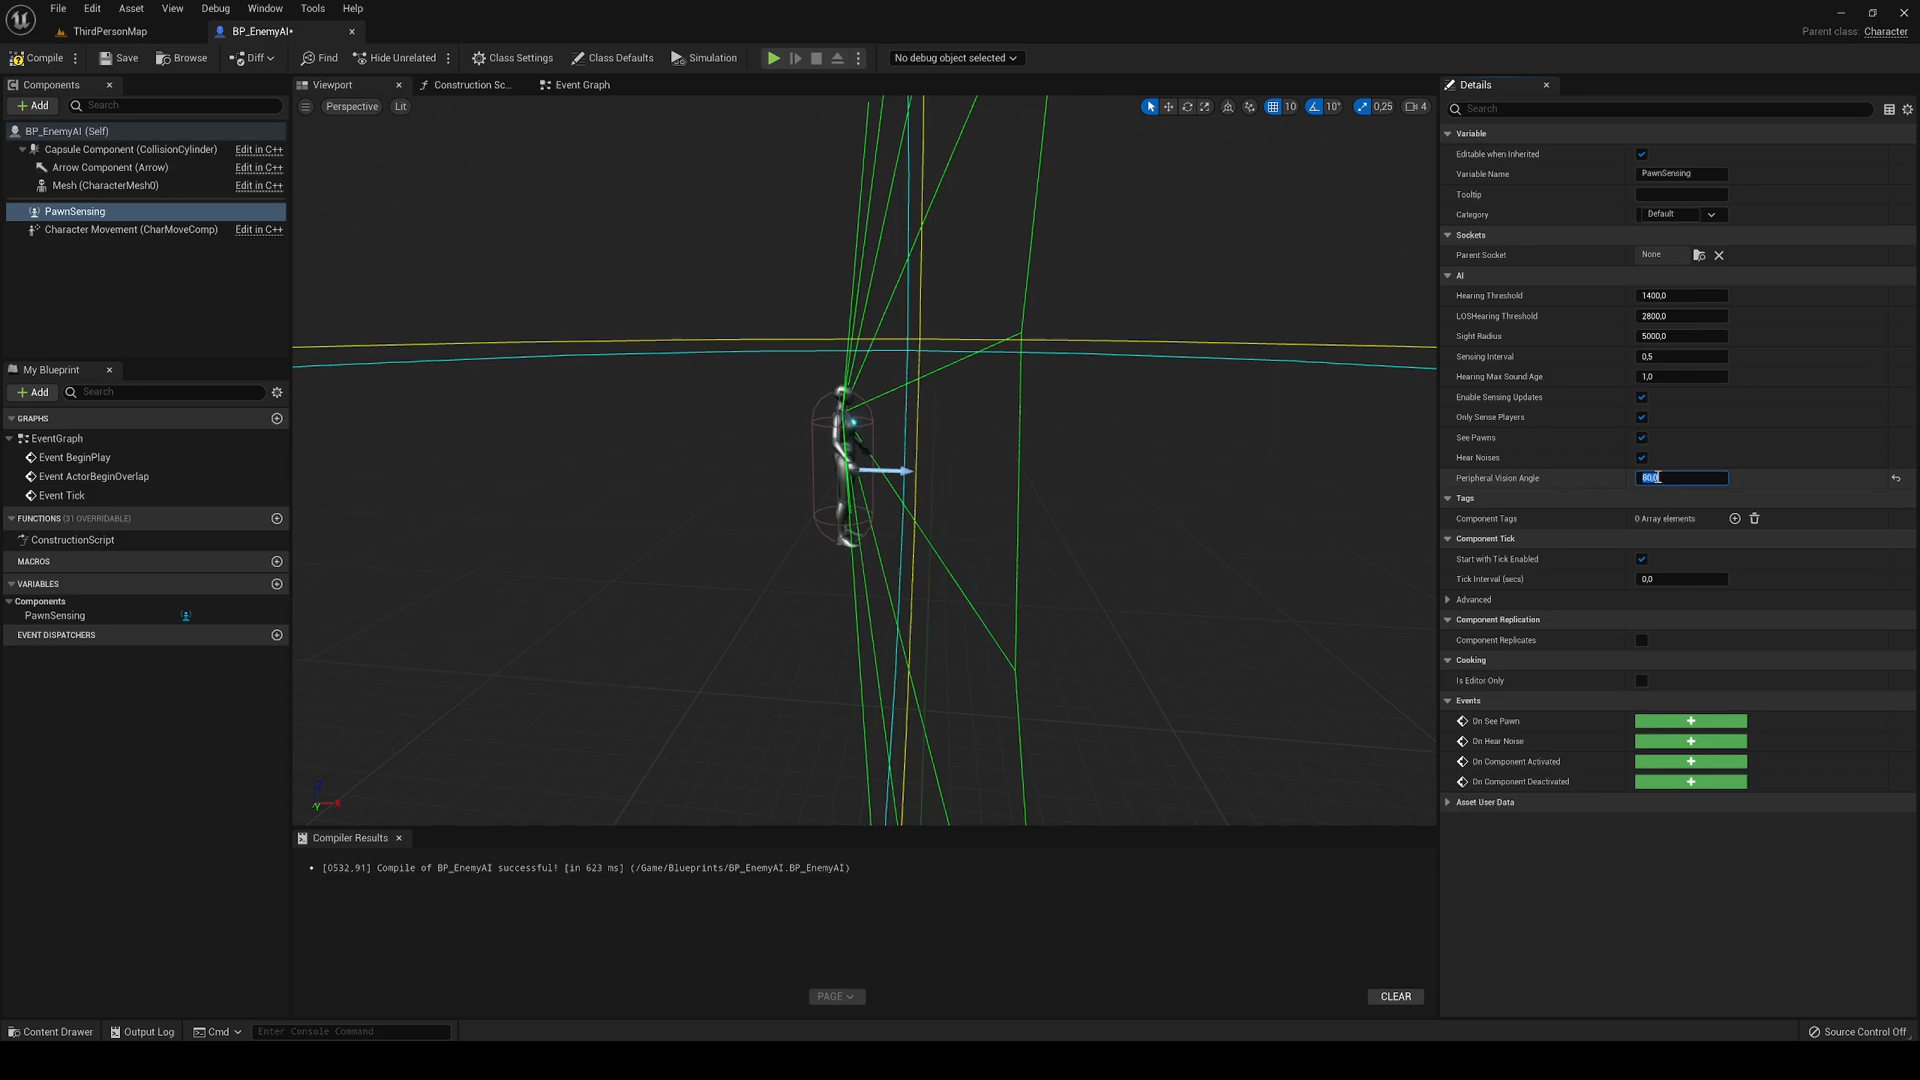 File Edit Asset View Debug Window Tools Help
ThirdPersonMap
BP_EnemyAI*
Parent class: Character
Compile
Save
Browse
Diff
Find
Hide Unrelated
Class Settings
Class Defaults
Simulation
No debug object selected
Components
Add
Search
BP_EnemyAI (Self)
Capsule Component (CollisionCylinder) Edit in C++
Arrow Component (Arrow) Edit in C++
Mesh (CharacterMesh0) Edit in C++
PawnSensing
Character Movement (CharMoveComp) Edit in C++
My Blueprint
Add
Search
GRAPHS
EventGraph
Event BeginPlay
Event ActorBeginOverlap
Event Tick
FUNCTIONS (31 OVERRIDABLE)
ConstructionScript
MACROS
VARIABLES
Components
PawnSensing
EVENT DISPATCHERS
Viewport
Construction Sc...
Event Graph
Perspective
Lit
10
10°
0,25
4
Z
Y X
Compiler Results
[0532,91] Compile of BP_EnemyAI successful! [in 623 ms] (/Game/Blueprints/BP_EnemyAI.BP_EnemyAI)
PAGE
CLEAR
Details
Search
Variable
Editable when Inherited
Variable Name PawnSensing
Tooltip
Category Default
Sockets
Parent Socket None
AI
Hearing Threshold 1400,0
LOSHearing Threshold 2800,0
Sight Radius 5000,0
Sensing Interval 0,5
Hearing Max Sound Age 1,0
Enable Sensing Updates
Only Sense Players
See Pawns
Hear Noises
Peripheral Vision Angle 80,0
Tags
Component Tags 0 Array elements
Component Tick
Start with Tick Enabled
Tick Interval (secs) 0,0
Advanced
Component Replication
Component Replicates
Cooking
Is Editor Only
Events
On See Pawn
On Hear Noise
On Component Activated
On Component Deactivated
Asset User Data
Content Drawer
Output Log
Cmd
Enter Console Command
Source Control Off